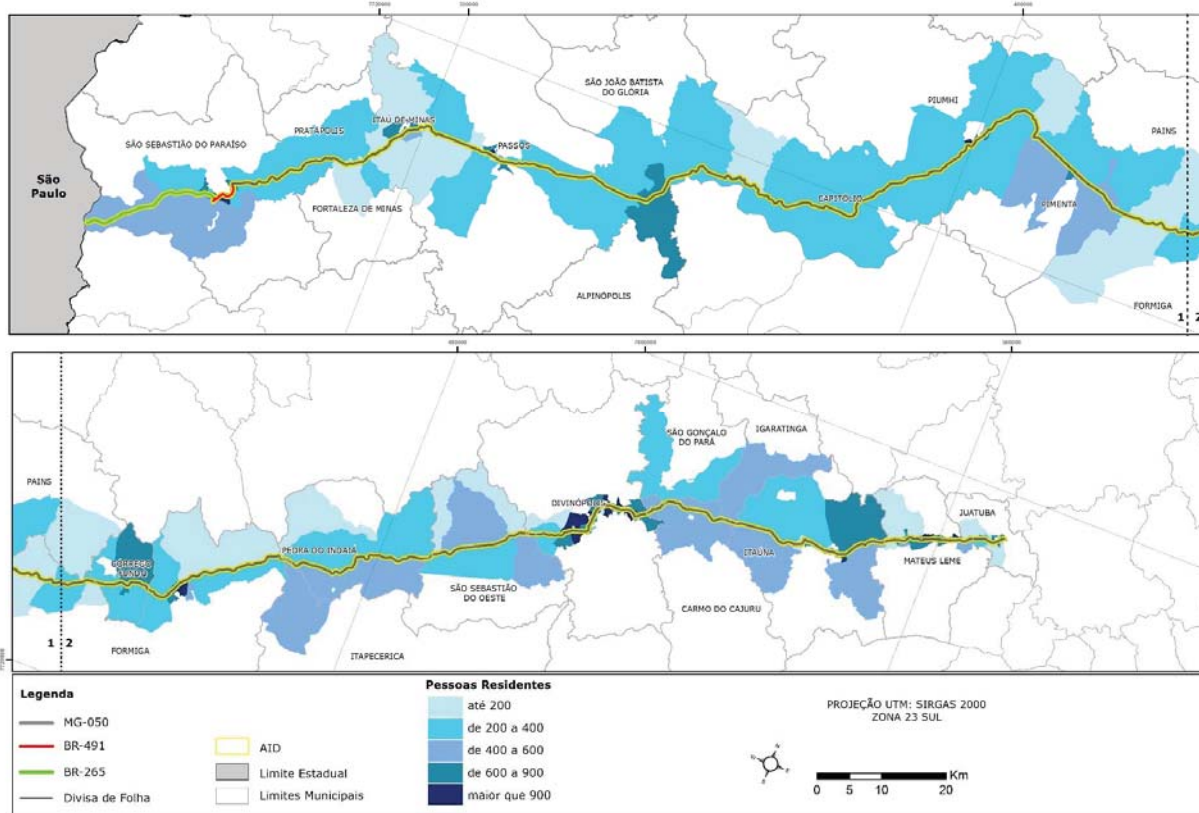 7720000
300000
400000
SÃO JOÃO BATISTA
DO GLÓRIA
PIUMHI
PRATÁPOLIS
ITAÚ DE MINAS
PAINS
SÃO SEBASTIÃO DO PARAÍSO
PASSOS
São
Paulo
FORTALEZA DE MINAS
CAPITÓLIO
PIMENTA
ALPINÓPOLIS
FORMIGA
1 2
SÃO GONÇALO
DO PARÁ
IGARATINGA
PAINS
DIVINÓPOLIS
JUATUBA
CÓRREGO
FUNDO
PEDRA DO INDAIÁ
ITAÚNA
MATEUS LEME
SÃO SEBASTIÃO
DO OESTE
CARMO DO CAJURU
1 2
FORMIGA
ITAPECERICA
Legenda
MG-050
BR-491
BR-265
Divisa de Folha
AID
Limite Estadual
Limites Municipais
Pessoas Residentes
até 200
de 200 a 400
de 400 a 600
de 600 a 900
maior que 900
PROJEÇÃO UTM: SIRGAS 2000
ZONA 23 SUL
0 5 10 20 Km